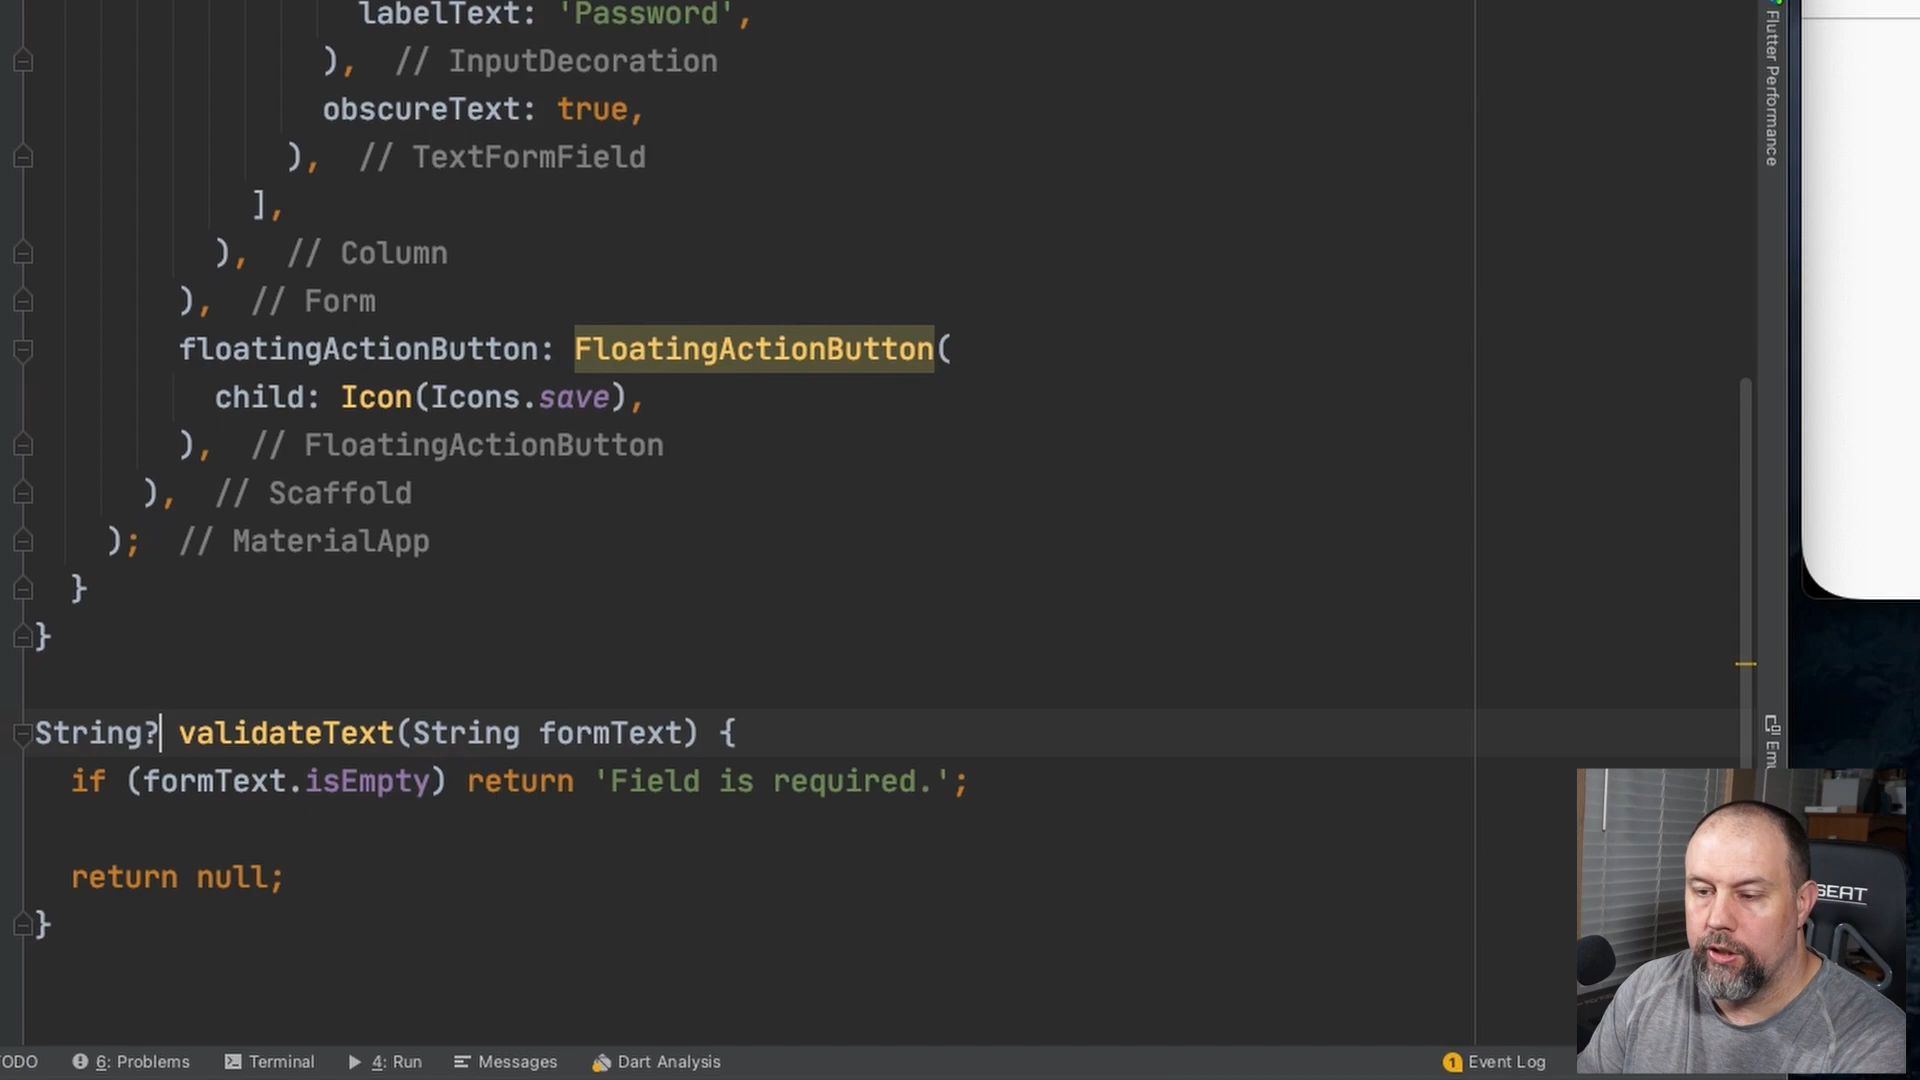 labelText: 'Password',
), // InputDecoration
obscureText: true,
), // TextFormField
],
), // Column
), // Form
floatingActionButton: FloatingActionButton(
child: Icon(Icons.save),
), // FloatingActionButton
), // Scaffold
); // MaterialApp
}
}
String? validateText(String formText) {
if (formText.isEmpty) return 'Field is required.';
return null;
}
Flutter Performance
SEAT
6: Problems
Terminal
4: Run
Messages
Dart Analysis
1 Event Log